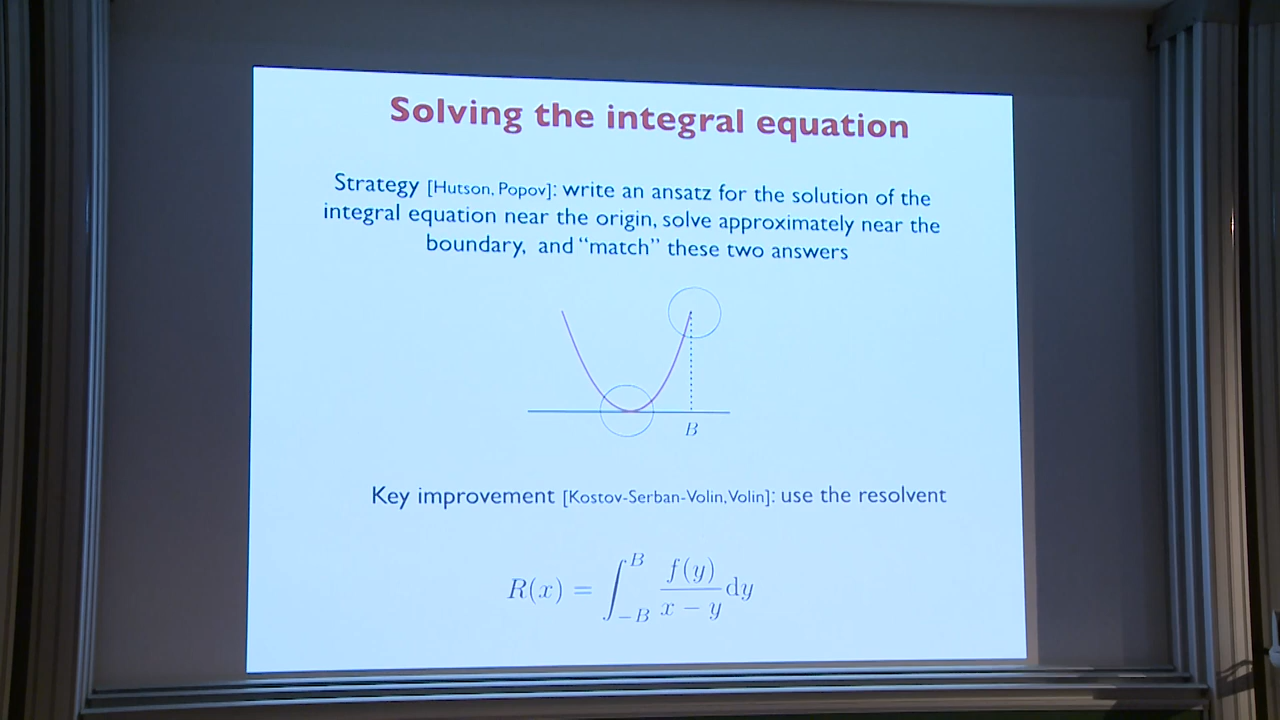 Solving the integral equation
Strategy [Hutson, Popov]: write an ansatz for the solution of the
integral equation near the origin, solve approximately near the
boundary, and “match” these two answers
B
Key improvement [Kostov-Serban-Volin, Volin]: use the resolvent
R(x) = ∫_{-B}^{B} f(y)/(x − y) dy